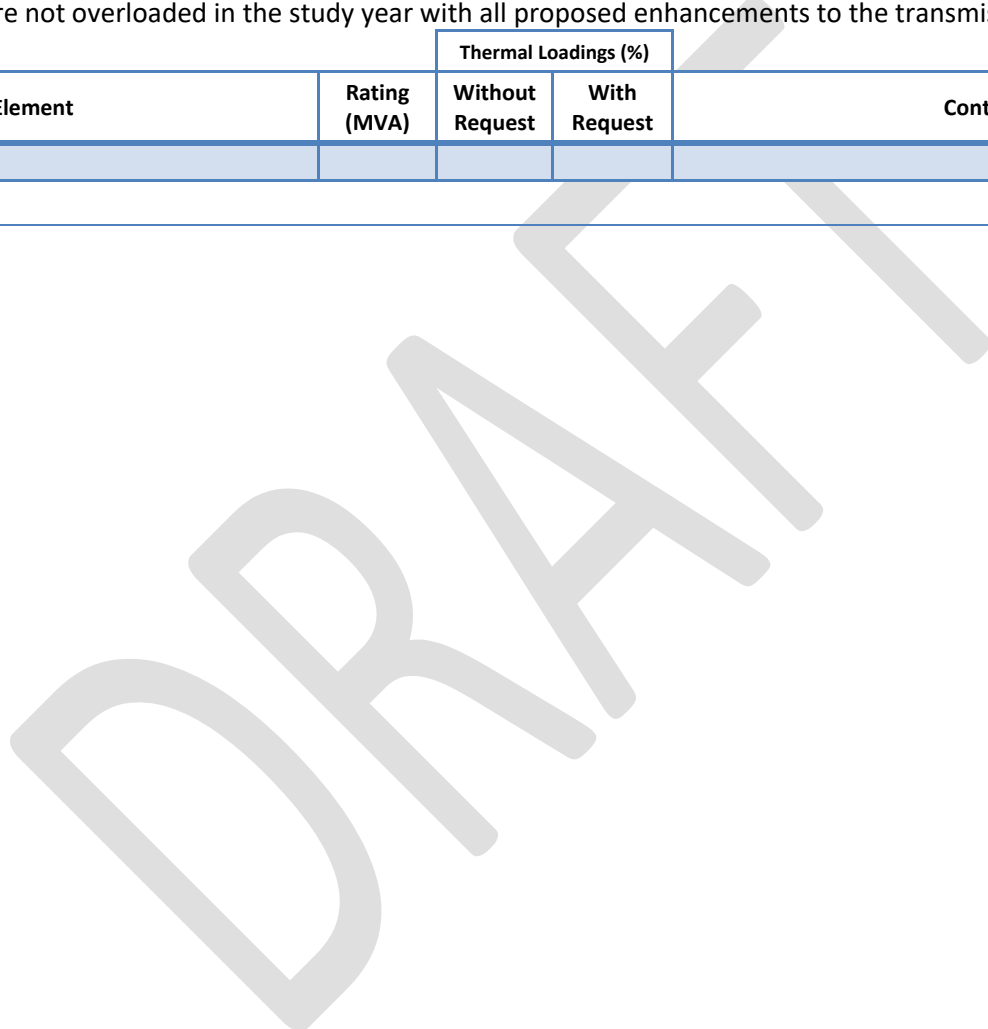 re not overloaded in the study year with all proposed enhancements to the transmis
Thermal Loadings (%)
Element Rating (MVA) Without Request With Request Cont
DRAFT